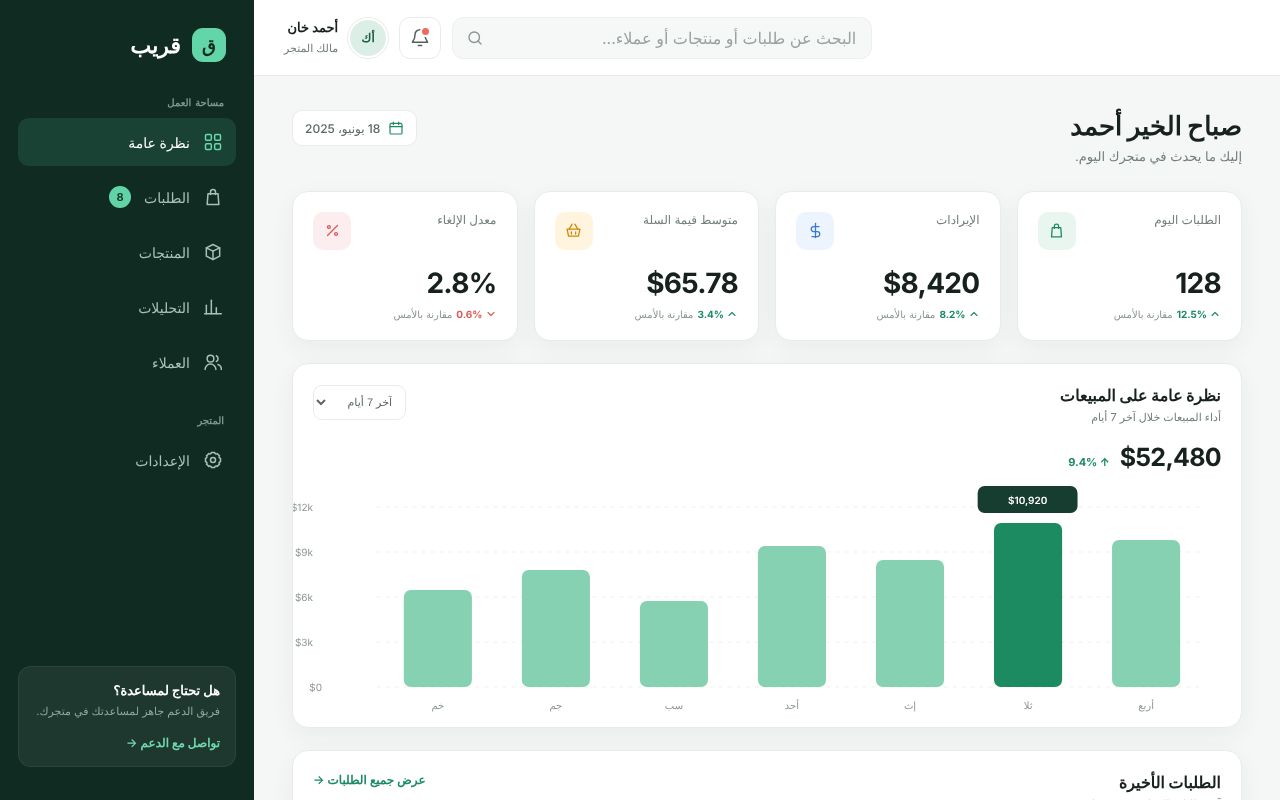 ق
قريب
مساحة العمل
نظرة عامة
الطلبات
8
المنتجات
التحليلات
العملاء
المتجر
الإعدادات
هل تحتاج لمساعدة؟
فريق الدعم جاهز لمساعدتك في متجرك.
تواصل مع الدعم →
البحث عن طلبات أو منتجات أو عملاء...
أك
أحمد خان
مالك المتجر
صباح الخير أحمد
إليك ما يحدث في متجرك اليوم.
18 يونيو، 2025
الطلبات اليوم
128
12.5% مقارنة بالأمس
الإيرادات
$8,420
8.2% مقارنة بالأمس
متوسط قيمة السلة
$65.78
3.4% مقارنة بالأمس
معدل الإلغاء
2.8%
0.6% مقارنة بالأمس
نظرة عامة على المبيعات
أداء المبيعات خلال آخر 7 أيام
آخر 7 أيام
$52,480
↑ 9.4%
$12k
$9k
$6k
$3k
$0
$10,920
أربع
ثلا
إث
أحد
سب
جم
خم
الطلبات الأخيرة
عرض جميع الطلبات →